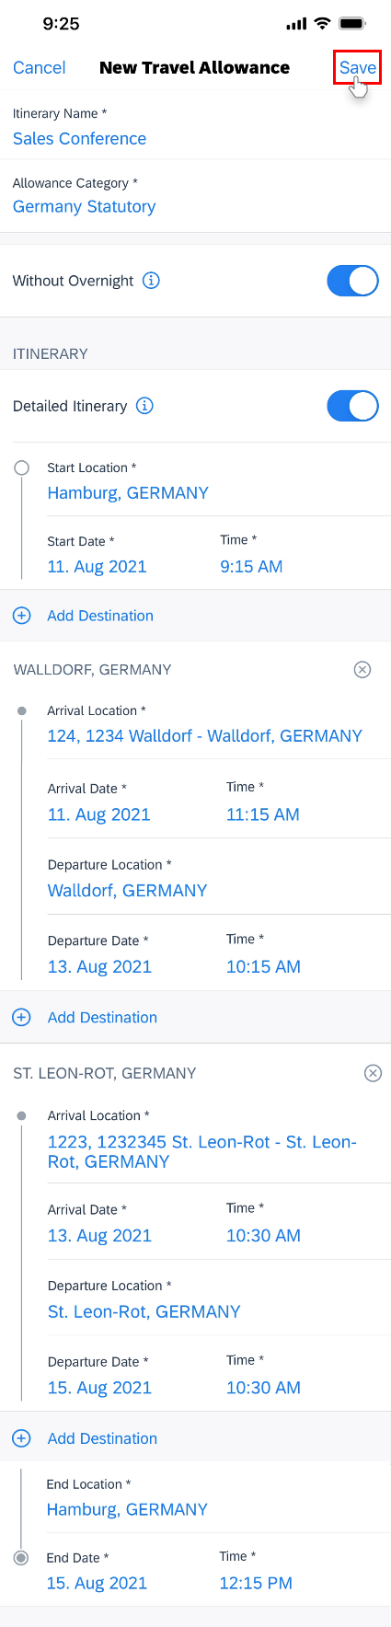 9:25
Cancel New Travel Allowance Save
Itinerary Name *
Sales Conference
Allowance Category *
Germany Statutory
Without Overnight
ITINERARY
Detailed Itinerary
Start Location *
Hamburg, GERMANY
Start Date * Time *
11. Aug 2021 9:15 AM
Add Destination
WALLDORF, GERMANY
Arrival Location *
124, 1234 Walldorf - Walldorf, GERMANY
Arrival Date * Time *
11. Aug 2021 11:15 AM
Departure Location *
Walldorf, GERMANY
Departure Date * Time *
13. Aug 2021 10:15 AM
Add Destination
ST. LEON-ROT, GERMANY
Arrival Location *
1223, 1232345 St. Leon-Rot - St. Leon-
Rot, GERMANY
Arrival Date * Time *
13. Aug 2021 10:30 AM
Departure Location *
St. Leon-Rot, GERMANY
Departure Date * Time *
15. Aug 2021 10:30 AM
Add Destination
End Location *
Hamburg, GERMANY
End Date * Time *
15. Aug 2021 12:15 PM